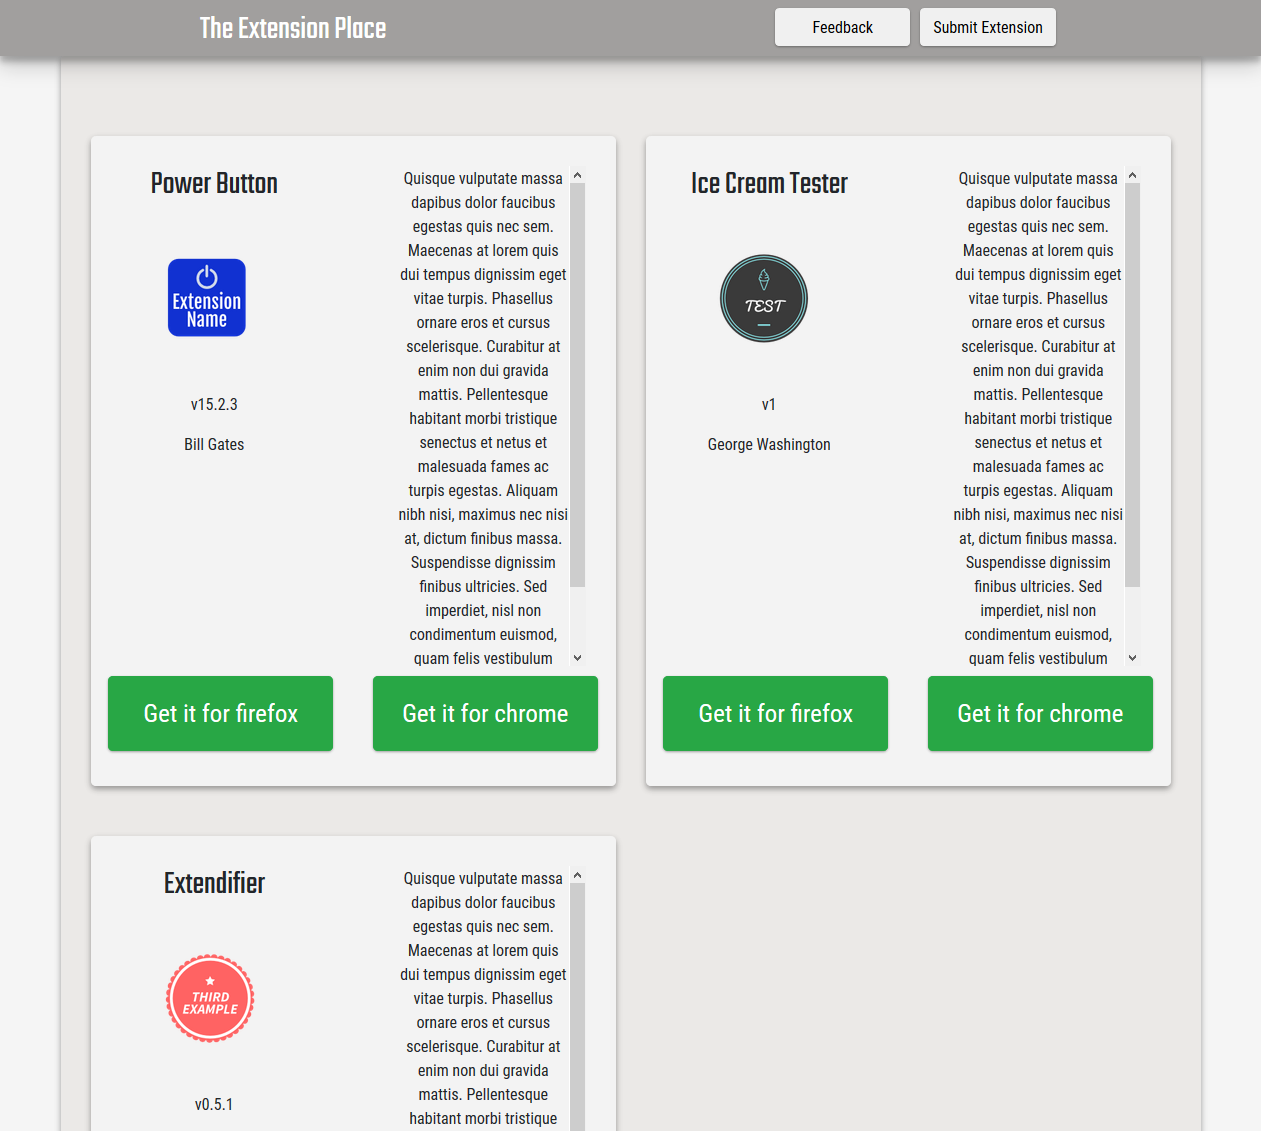 The Extension Place
Feedback
Submit Extension
Power Button
Extension
Name
v15.2.3
Bill Gates
Quisque vulputate massa
dapibus dolor faucibus
egestas quis nec sem.
Maecenas at lorem quis
dui tempus dignissim eget
vitae turpis. Phasellus
ornare eros et cursus
scelerisque. Curabitur at
enim non dui gravida
mattis. Pellentesque
habitant morbi tristique
senectus et netus et
malesuada fames ac
turpis egestas. Aliquam
nibh nisi, maximus nec nisi
at, dictum finibus massa.
Suspendisse dignissim
finibus ultricies. Sed
imperdiet, nisl non
condimentum euismod,
quam felis vestibulum
Get it for firefox
Get it for chrome
Ice Cream Tester
TEST
v1
George Washington
Quisque vulputate massa
dapibus dolor faucibus
egestas quis nec sem.
Maecenas at lorem quis
dui tempus dignissim eget
vitae turpis. Phasellus
ornare eros et cursus
scelerisque. Curabitur at
enim non dui gravida
mattis. Pellentesque
habitant morbi tristique
senectus et netus et
malesuada fames ac
turpis egestas. Aliquam
nibh nisi, maximus nec nisi
at, dictum finibus massa.
Suspendisse dignissim
finibus ultricies. Sed
imperdiet, nisl non
condimentum euismod,
quam felis vestibulum
Get it for firefox
Get it for chrome
Extendifier
THIRD
EXAMPLE
v0.5.1
Quisque vulputate massa
dapibus dolor faucibus
egestas quis nec sem.
Maecenas at lorem quis
dui tempus dignissim eget
vitae turpis. Phasellus
ornare eros et cursus
scelerisque. Curabitur at
enim non dui gravida
mattis. Pellentesque
habitant morbi tristique